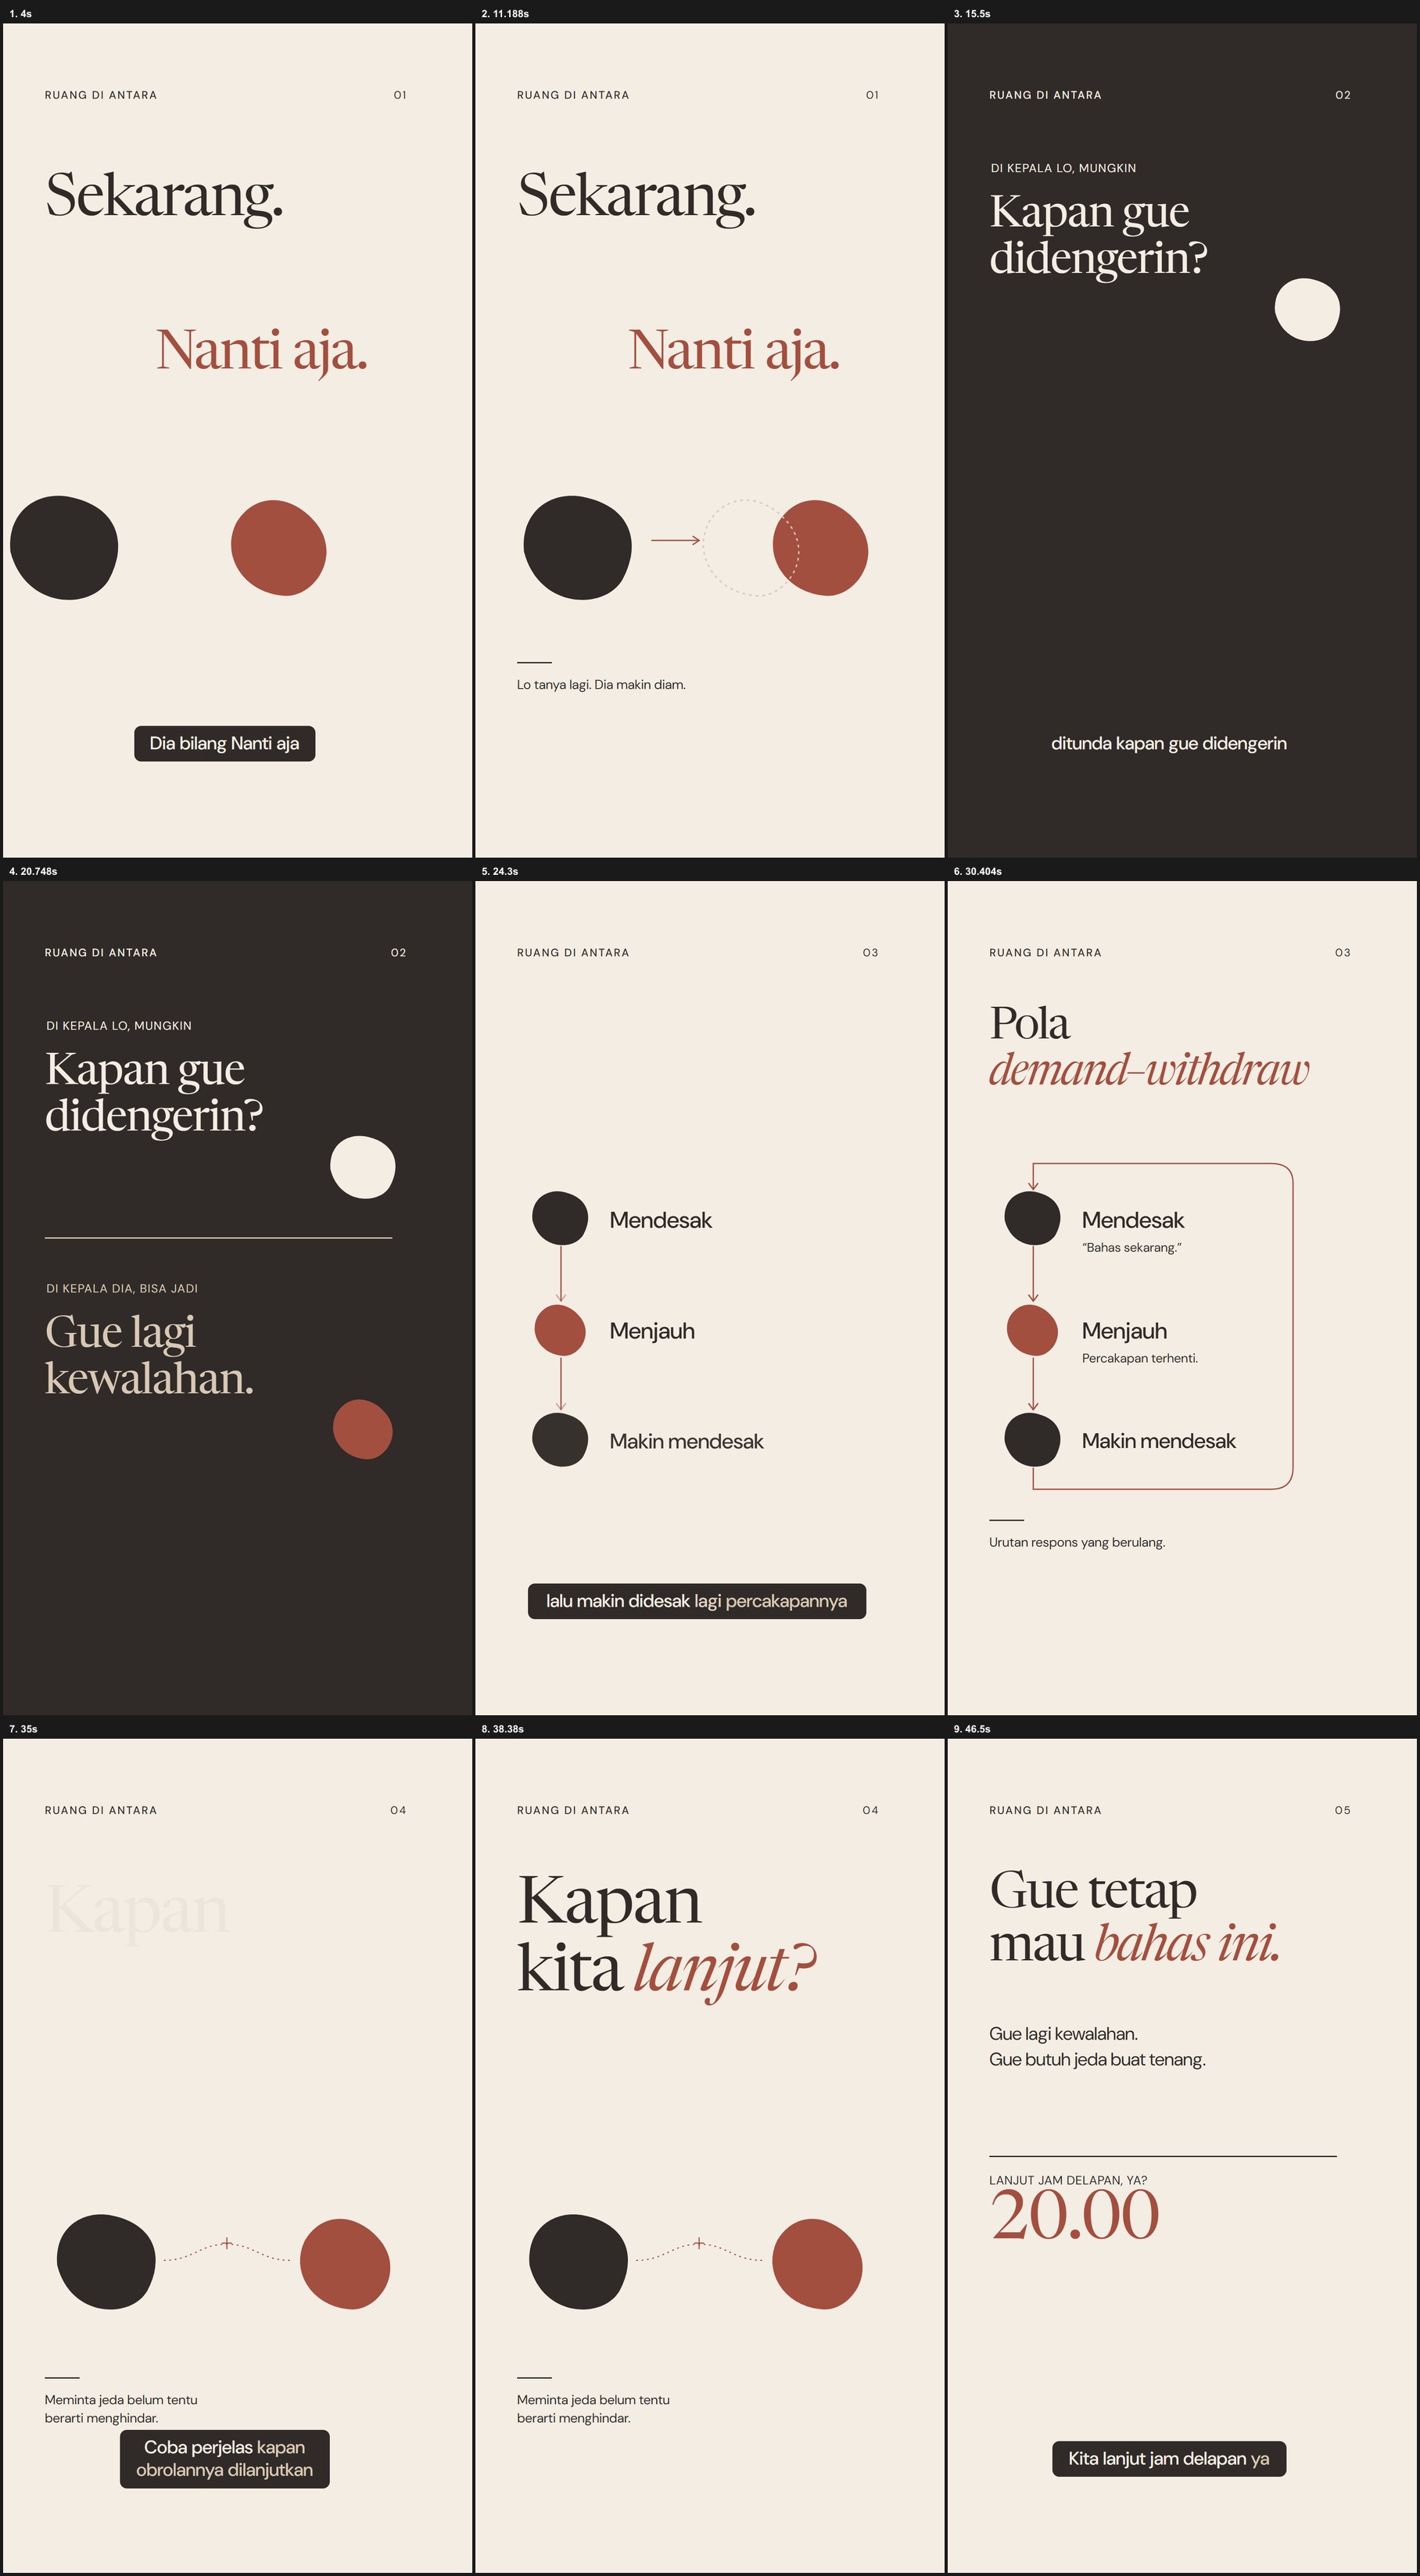 1. 4s
RUANG DI ANTARA
01
Sekarang.
Nanti aja.
Dia bilang Nanti aja
2. 11.188s
RUANG DI ANTARA
01
Sekarang.
Nanti aja.
Lo tanya lagi. Dia makin diam.
3. 15.5s
RUANG DI ANTARA
02
DI KEPALA LO, MUNGKIN
Kapan gue
didengerin?
ditunda kapan gue didengerin
4. 20.748s
RUANG DI ANTARA
02
DI KEPALA LO, MUNGKIN
Kapan gue
didengerin?
DI KEPALA DIA, BISA JADI
Gue lagi
kewalahan.
5. 24.3s
RUANG DI ANTARA
03
Mendesak
Menjauh
Makin mendesak
lalu makin didesak lagi percakapannya
6. 30.404s
RUANG DI ANTARA
03
Pola
demand–withdraw
Mendesak
“Bahas sekarang.”
Menjauh
Percakapan terhenti.
Makin mendesak
Urutan respons yang berulang.
7. 35s
RUANG DI ANTARA
04
Kapan
Meminta jeda belum tentu
berarti menghindar.
Coba perjelas kapan
obrolannya dilanjutkan
8. 38.38s
RUANG DI ANTARA
04
Kapan
kita lanjut?
Meminta jeda belum tentu
berarti menghindar.
9. 46.5s
RUANG DI ANTARA
05
Gue tetap
mau bahas ini.
Gue lagi kewalahan.
Gue butuh jeda buat tenang.
LANJUT JAM DELAPAN, YA?
20.00
Kita lanjut jam delapan ya